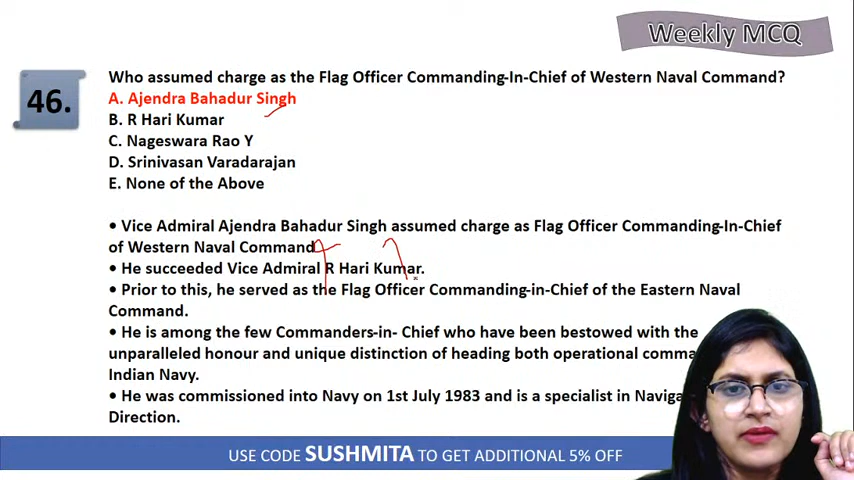 Weekly MCQ
46.
Who assumed charge as the Flag Officer Commanding-In-Chief of Western Naval Command?
A. Ajendra Bahadur Singh
B. R Hari Kumar
C. Nageswara Rao Y
D. Srinivasan Varadarajan
E. None of the Above
• Vice Admiral Ajendra Bahadur Singh assumed charge as Flag Officer Commanding-In-Chief
of Western Naval Command
• He succeeded Vice Admiral R Hari Kumar.
• Prior to this, he served as the Flag Officer Commanding-in-Chief of the Eastern Naval
Command.
• He is among the few Commanders-in- Chief who have been bestowed with the
unparalleled honour and unique distinction of heading both operational
Indian Navy.
• He was commissioned into Navy on 1st July 1983 and is a specialist in
Direction.
USE CODE SUSHMITA TO GET ADDITIONAL 5% OFF